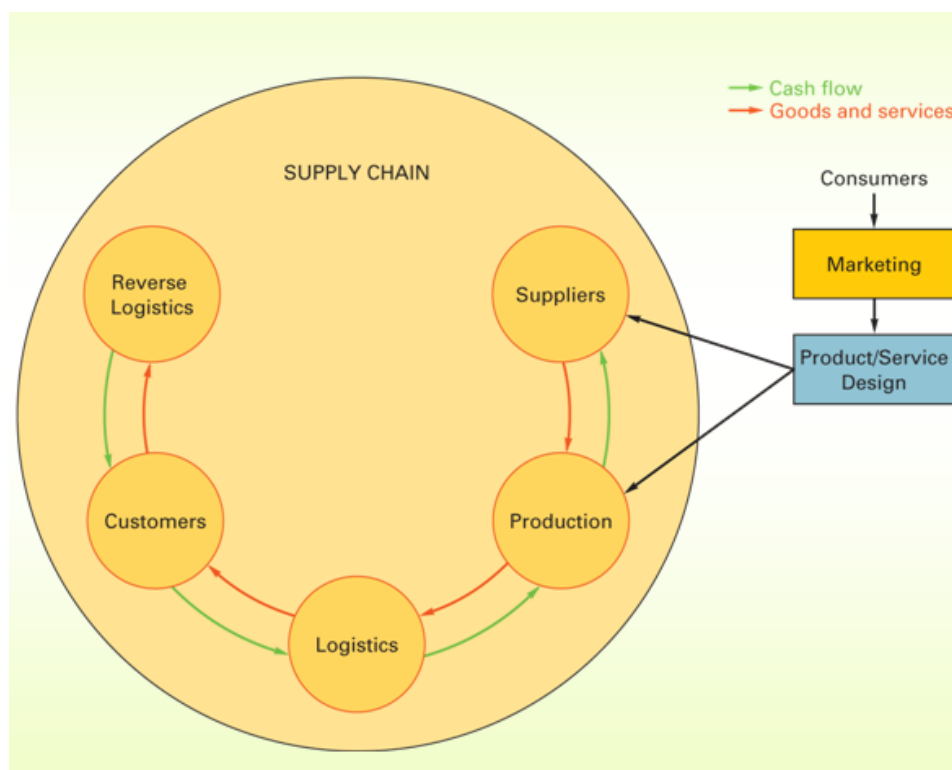 Cash flow
Goods and services
SUPPLY CHAIN
Consumers
Marketing
Product/Service
Design
Reverse
Logistics
Suppliers
Customers
Production
Logistics